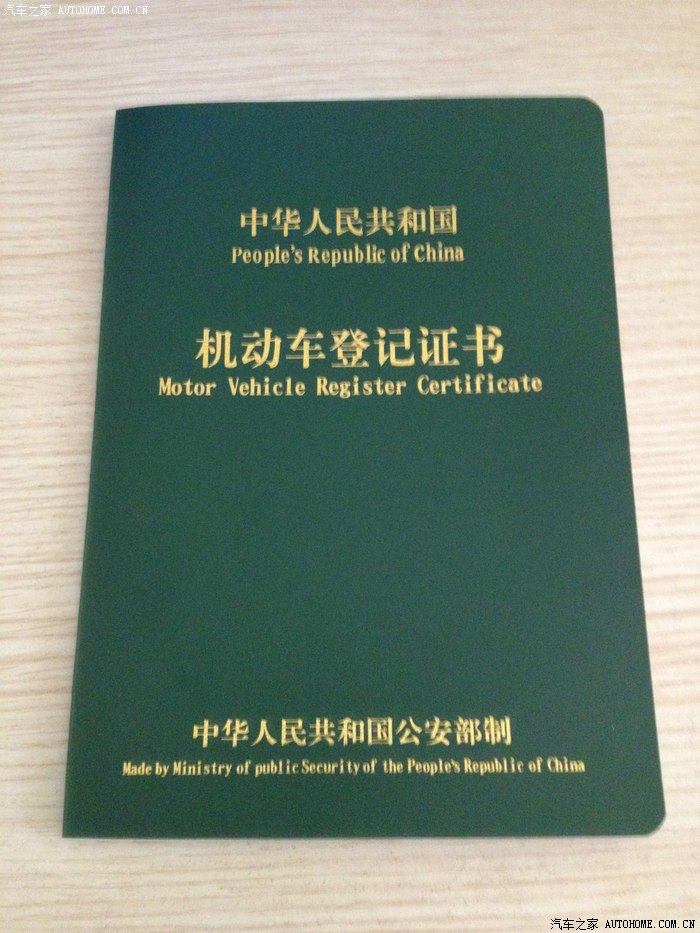 汽车之家 AUTOHOME.COM.CN
中华人民共和国
People's Republic of China
机动车登记证书
Motor Vehicle Register Certificate
中华人民共和国公安部制
Made by Ministry of public Security of the People's Republic of China
汽车之家 AUTOHOME.COM.CN